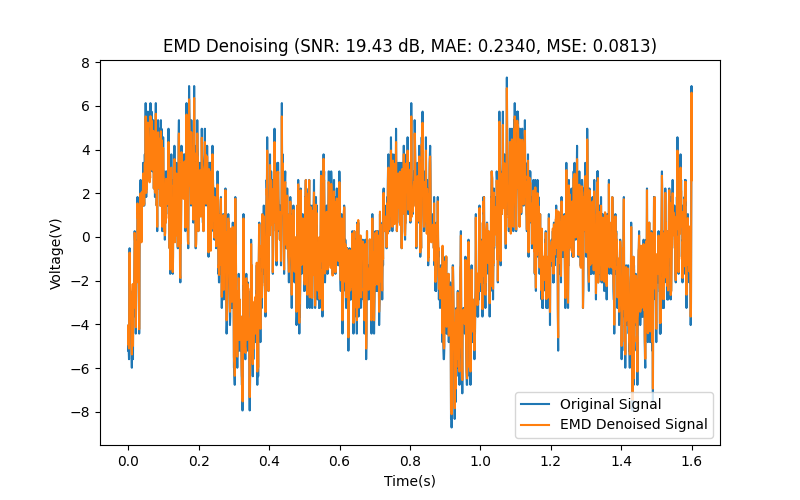 EMD Denoising (SNR: 19.43 dB, MAE: 0.2340, MSE: 0.0813)
8
6
4
2
0
−2
−4
−6
−8
Voltage(V)
0.0 0.2 0.4 0.6 0.8 1.0 1.2 1.4 1.6
Time(s)
Original Signal
EMD Denoised Signal